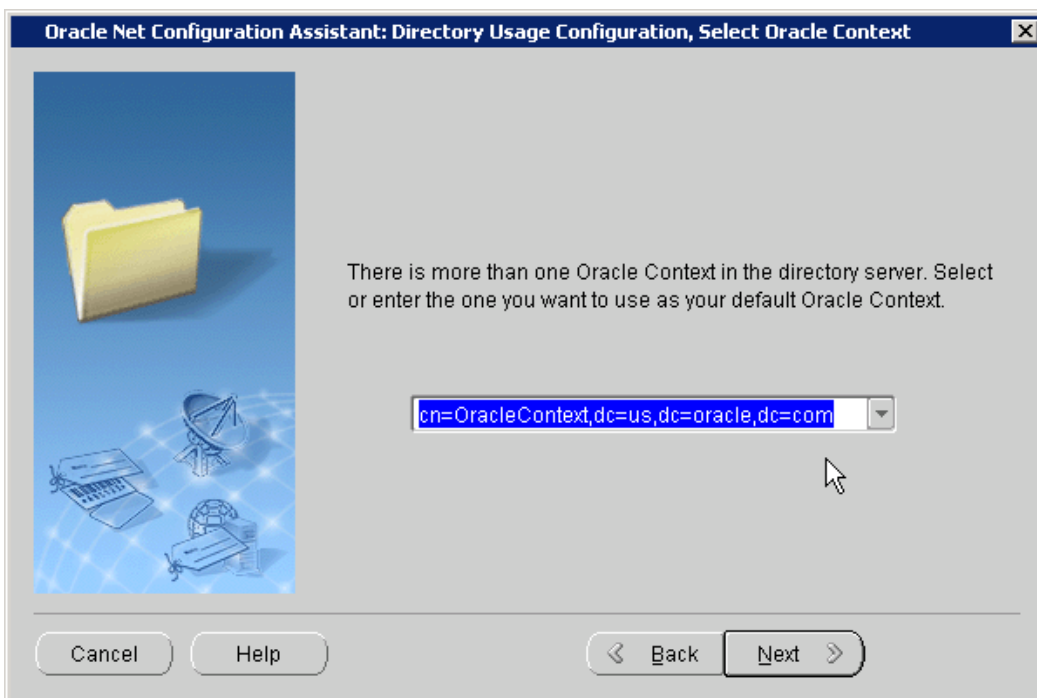 Oracle Net Configuration Assistant: Directory Usage Configuration, Select Oracle Context
There is more than one Oracle Context in the directory server. Select
or enter the one you want to use as your default Oracle Context.
cn=OracleContext,dc=us,dc=oracle,dc=com
Cancel
Help
Back
Next